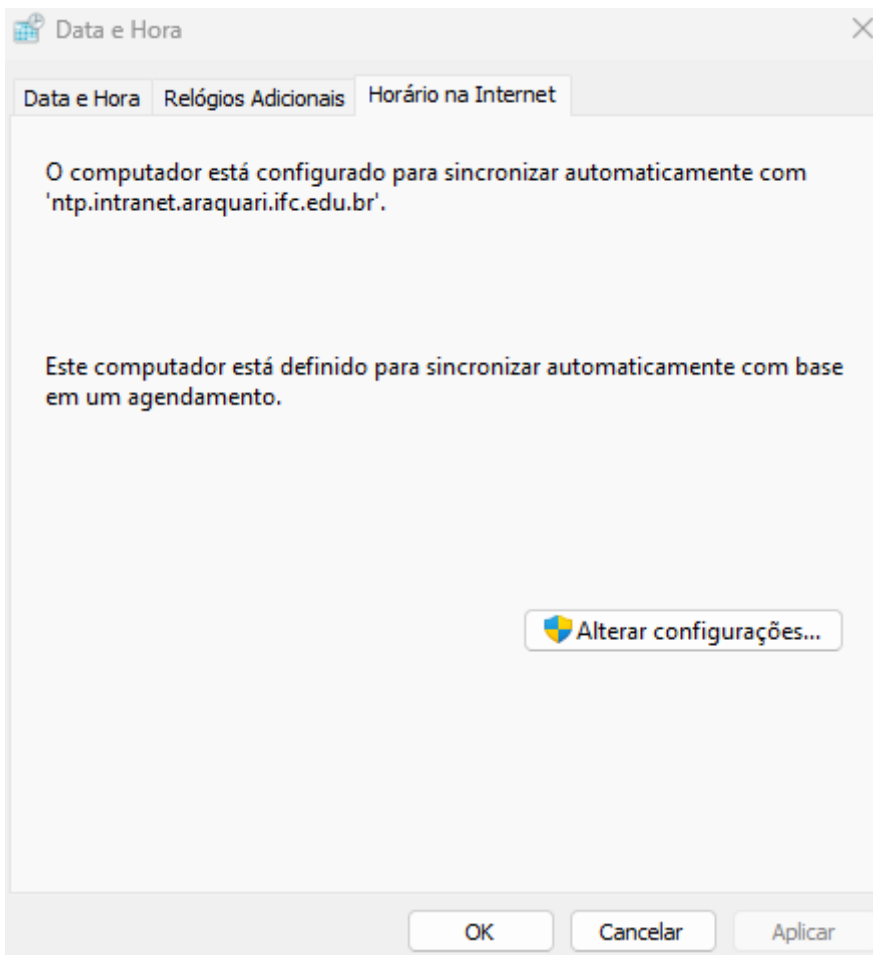 Data e Hora
Data e Hora Relógios Adicionais Horário na Internet
O computador está configurado para sincronizar automaticamente com
'ntp.intranet.araquari.ifc.edu.br'.
Este computador está definido para sincronizar automaticamente com base
em um agendamento.
Alterar configurações...
OK Cancelar Aplicar